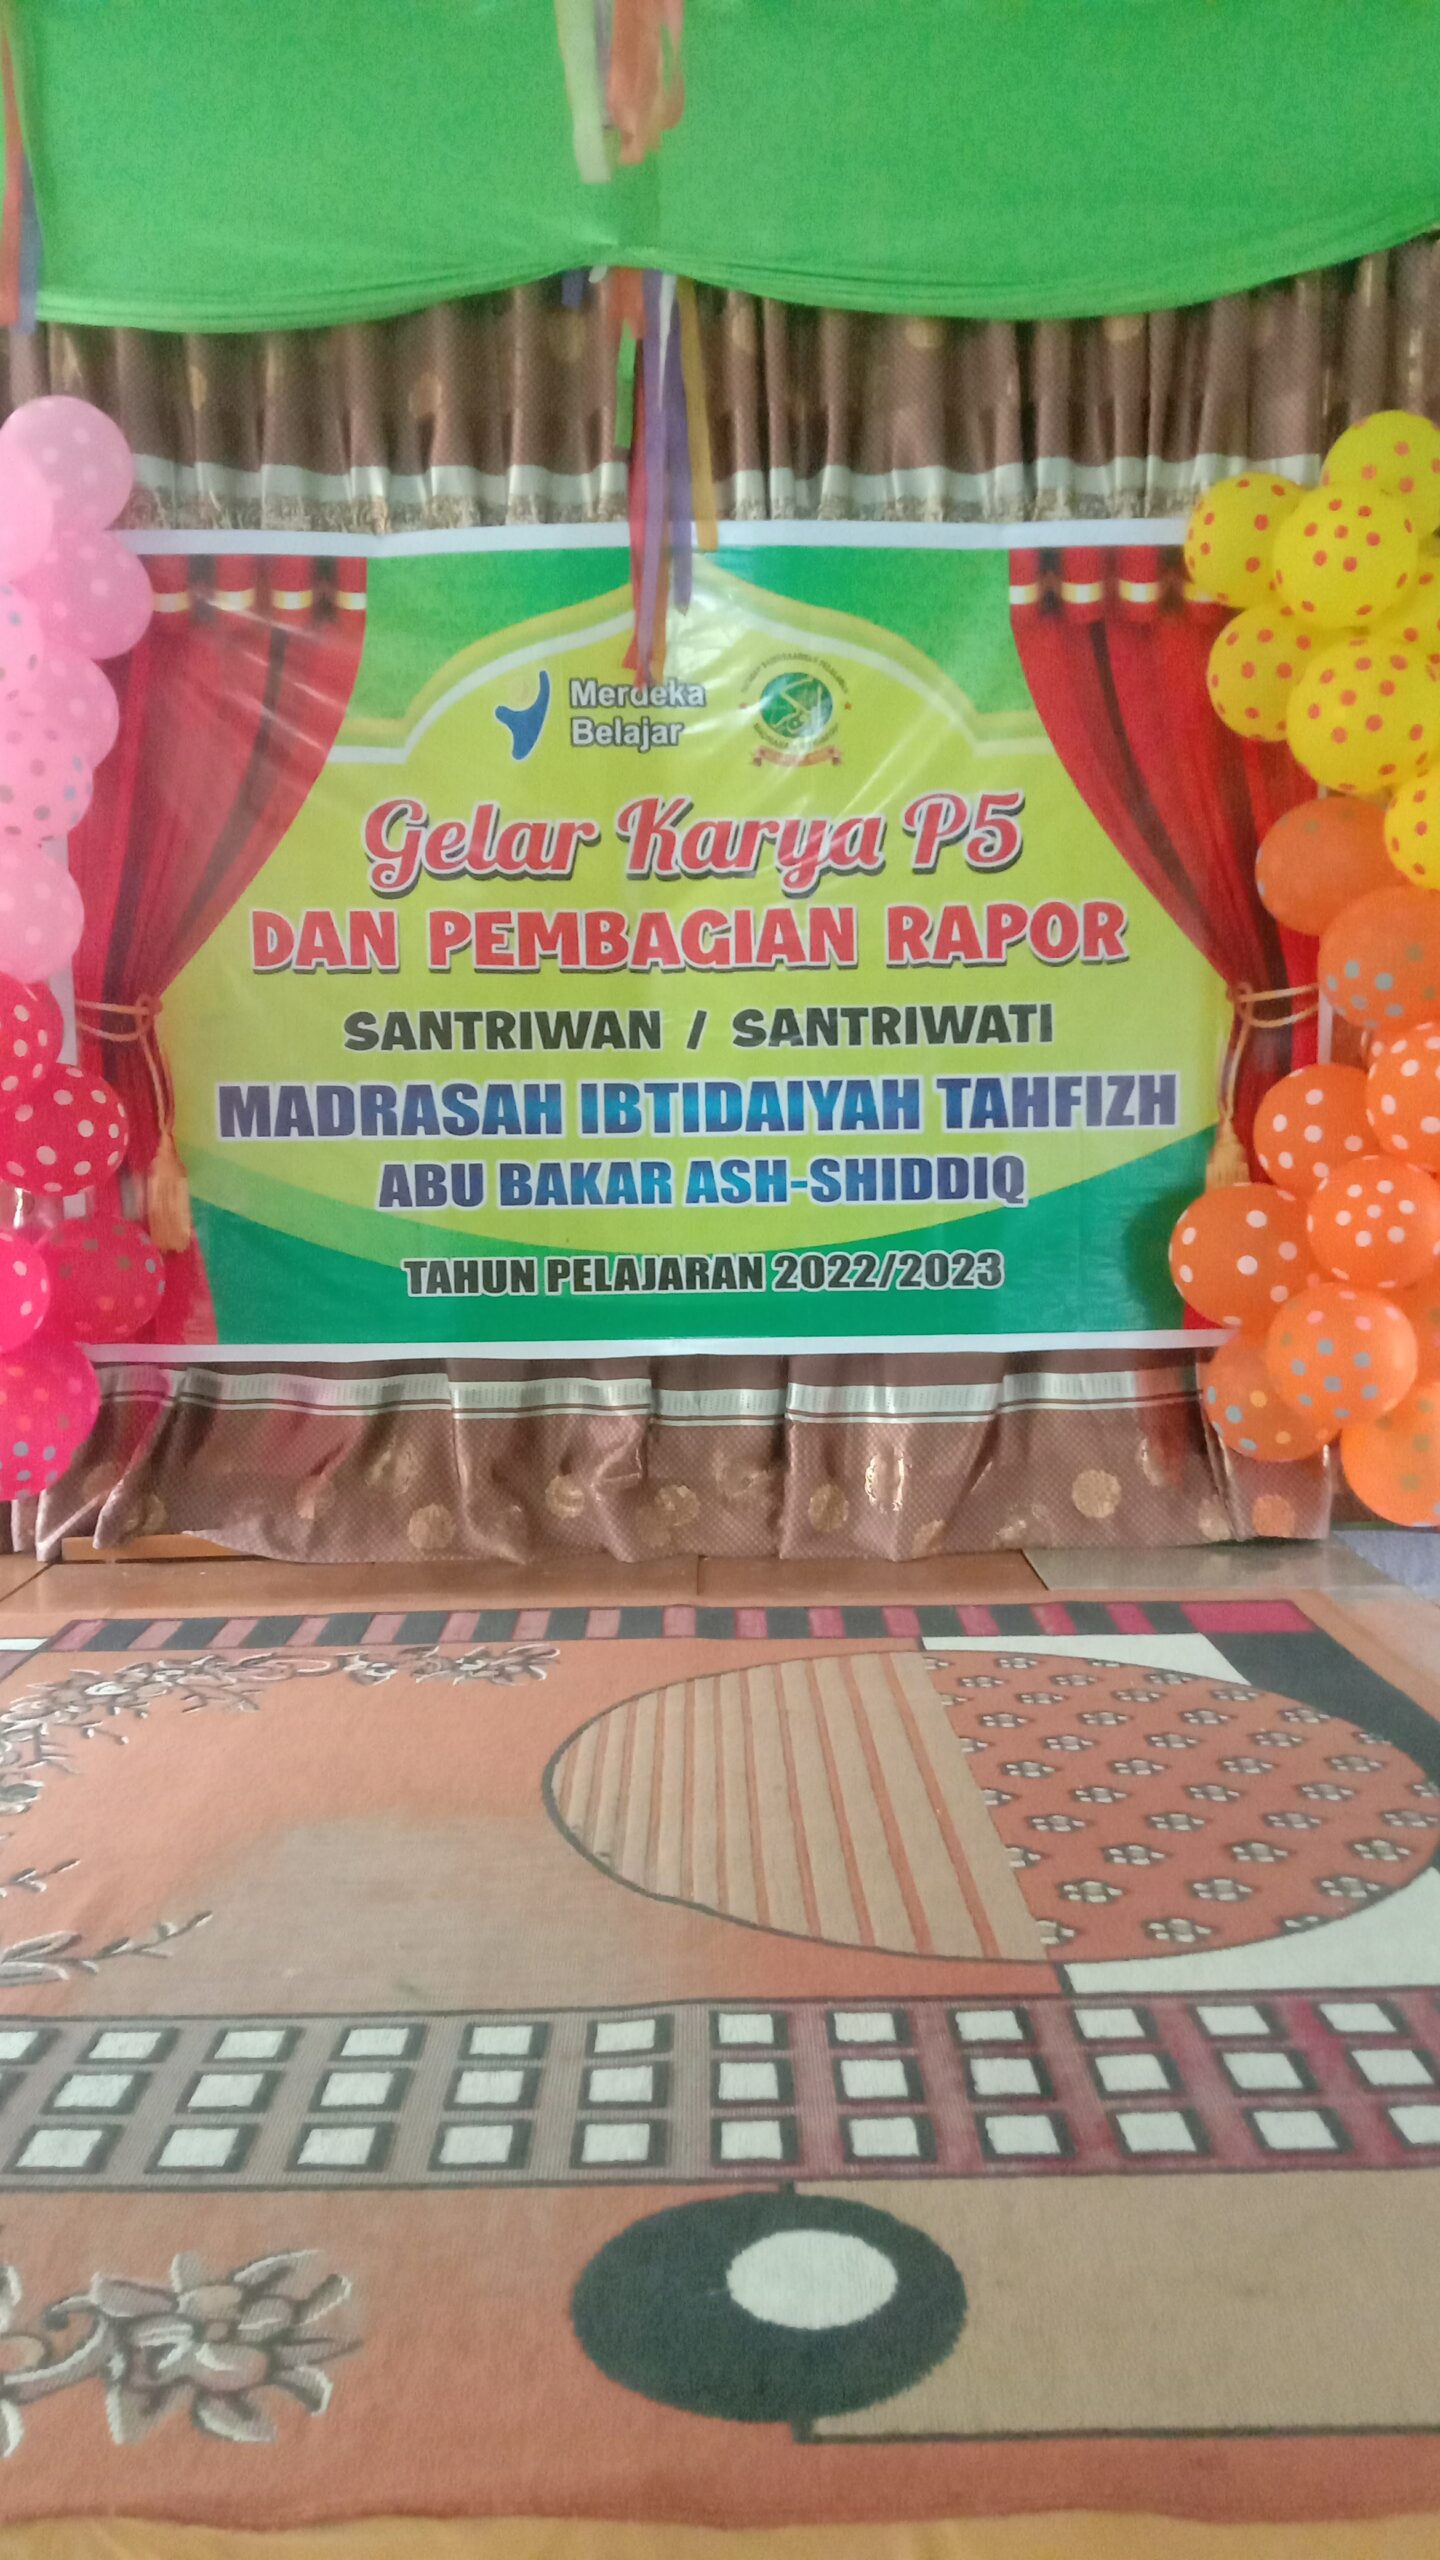 Merdeka
Belajar
Gelar Karya P5
DAN PEMBAGIAN RAPOR
SANTRIWAN / SANTRIWATI
MADRASAH IBTIDAIYAH TAHFIZH
ABU BAKAR ASH-SHIDDIQ
TAHUN PELAJARAN 2022/2023